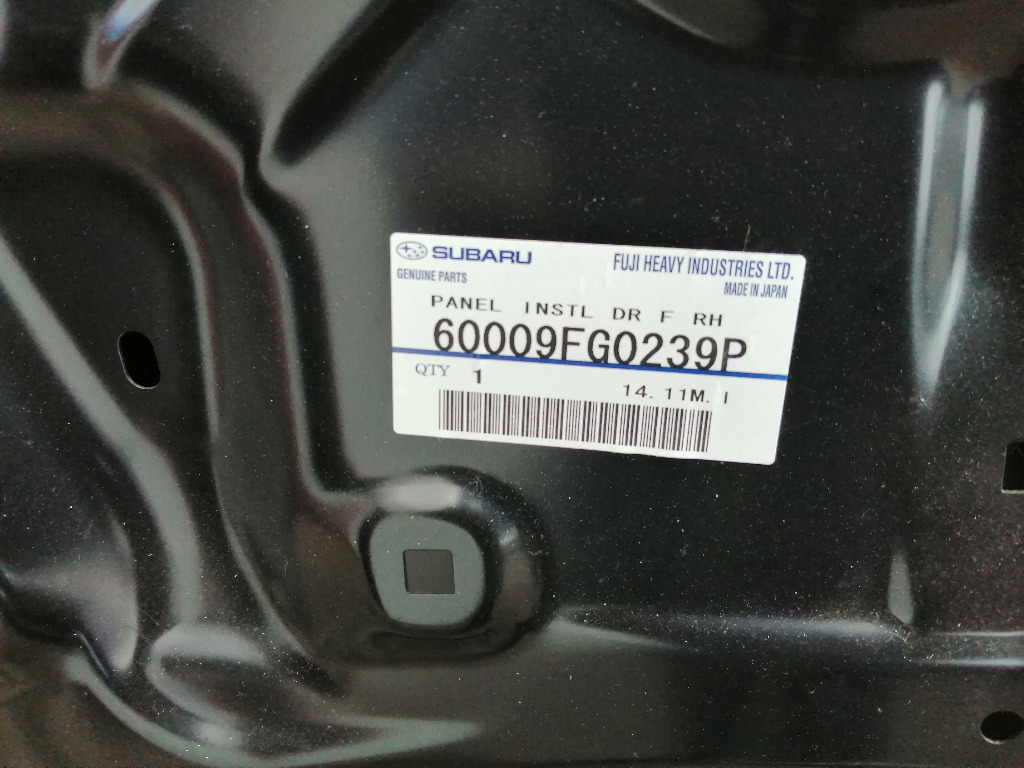 SUBARU
FUJI HEAVY INDUSTRIES LTD.
GENUINE PARTS
MADE IN JAPAN
PANEL INSTL DR F RH
60009FG0239P
QTY 1
14. 11M. I